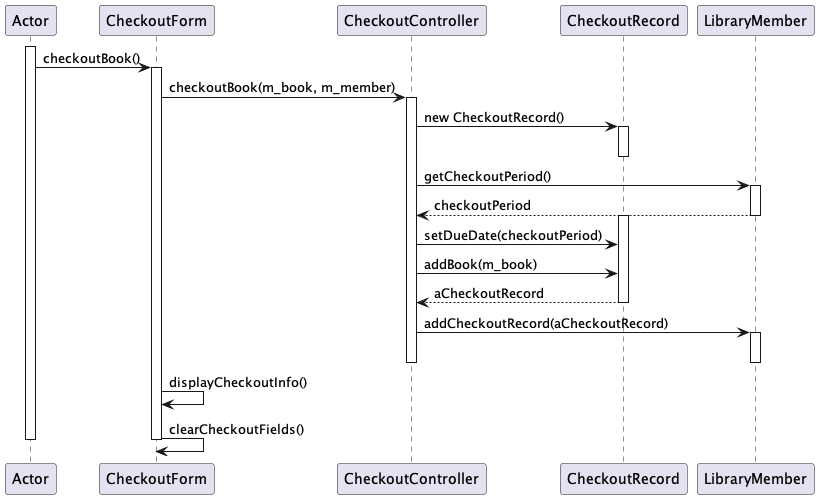 Actor CheckoutForm CheckoutController CheckoutRecord LibraryMember
checkoutBook()
checkoutBook(m_book, m_member)
new CheckoutRecord()
getCheckoutPeriod()
checkoutPeriod
setDueDate(checkoutPeriod)
addBook(m_book)
aCheckoutRecord
addCheckoutRecord(aCheckoutRecord)
displayCheckoutInfo()
clearCheckoutFields()
Actor CheckoutForm CheckoutController CheckoutRecord LibraryMember